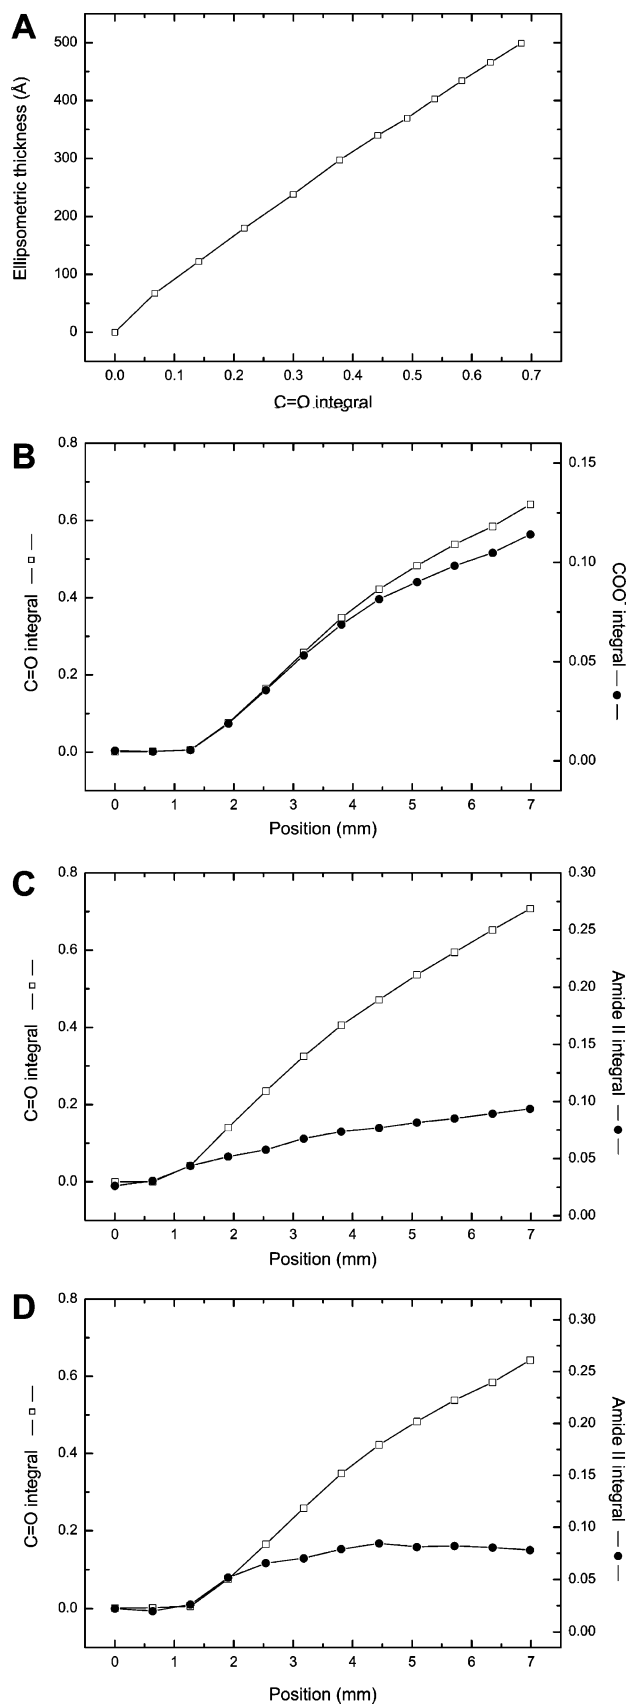 A
500
400
300
200
100
0
Ellipsometric thickness (Å)
0.0 0.1 0.2 0.3 0.4 0.5 0.6 0.7
C=O integral
B
0.8
0.6
0.4
0.2
0.0
C=O integral
0.15
0.10
0.05
0.00
COO- integral
0 1 2 3 4 5 6 7
Position (mm)
C
0.8
0.6
0.4
0.2
0.0
C=O integral
0.30
0.25
0.20
0.15
0.10
0.05
0.00
Amide II integral
0 1 2 3 4 5 6 7
Position (mm)
D
0.8
0.6
0.4
0.2
0.0
C=O integral
0.30
0.25
0.20
0.15
0.10
0.05
0.00
Amide II integral
0 1 2 3 4 5 6 7
Position (mm)